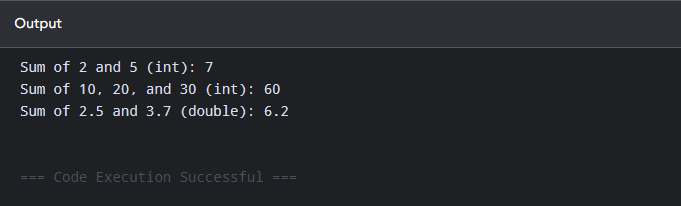 Output
Sum of 2 and 5 (int): 7
Sum of 10, 20, and 30 (int): 60
Sum of 2.5 and 3.7 (double): 6.2
=== Code Execution Successful ===